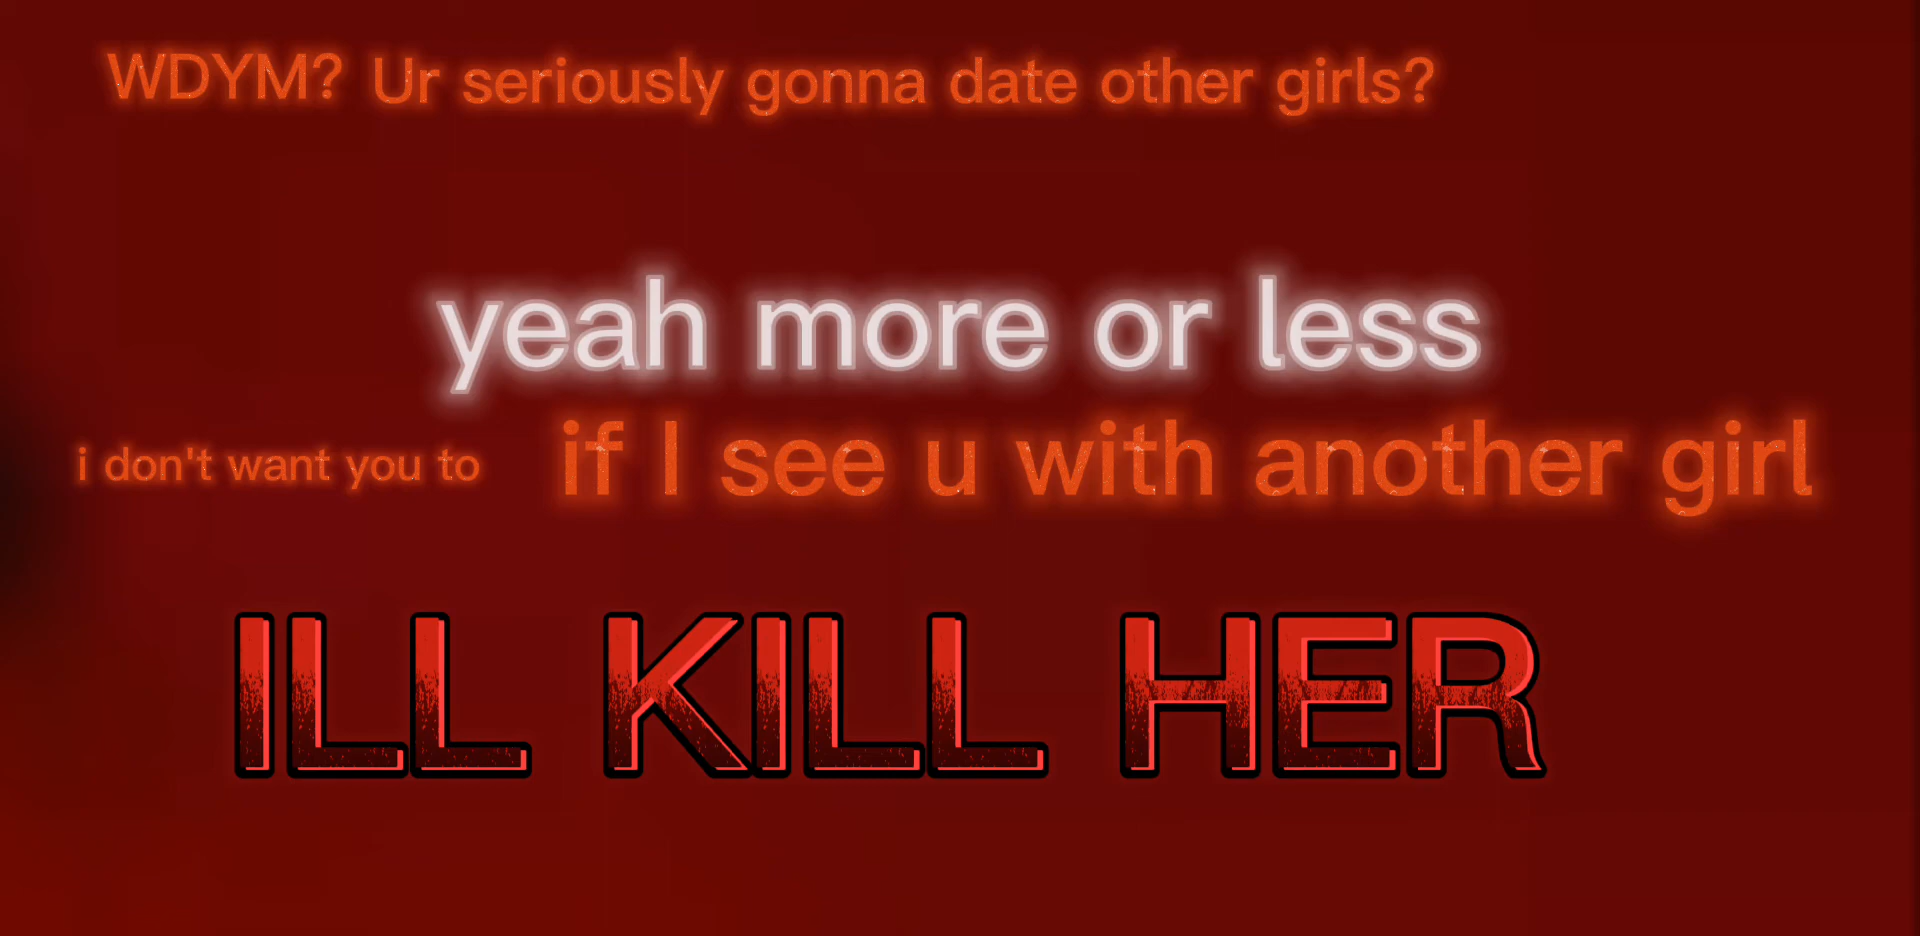 WDYM? Ur seriously gonna date other girls?
yeah more or less
i don't want you to
if I see u with another girl
ILL KILL HER